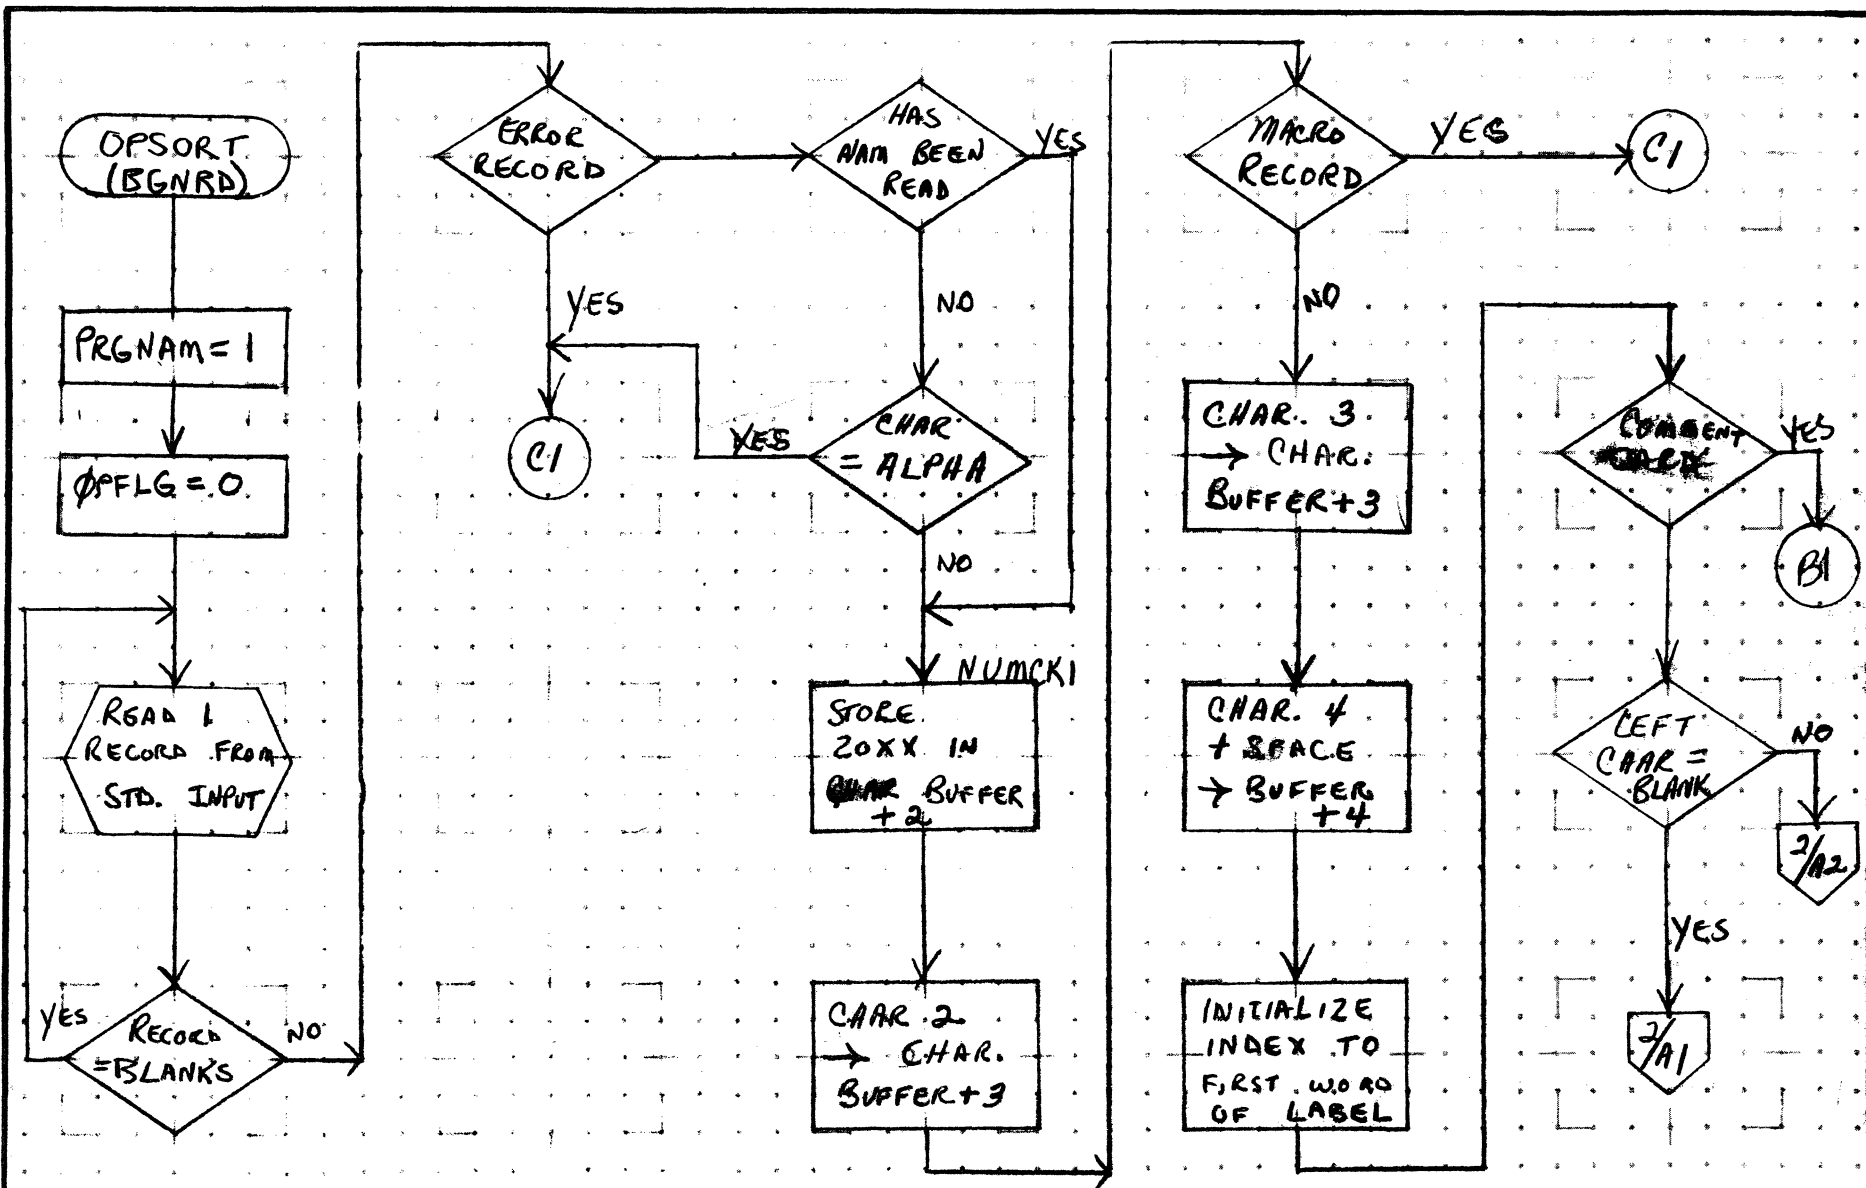 OPSORT
(BGNRD)
PRGNAM = 1
ØPFLG = 0
READ 1
RECORD FROM
STD. INPUT
YES
RECORD
=BLANKS
NO
ERROR
RECORD
YES
C1
HAS
NAM BEEN
READ
YES
NO
CHAR
= ALPHA
YES
NO
NUMCK1
STORE
20XX IN
CHAR BUFFER
+ 2
CHAR 2
→ CHAR.
BUFFER + 3
MACRO
RECORD
YES
C1
NO
CHAR. 3
→ CHAR.
BUFFER + 3
CHAR. 4
+ SPACE
→ BUFFER
+ 4
INITIALIZE
INDEX TO
FIRST WORD
OF LABEL
COMMENT
CARD
YES
B1
LEFT
CHAR =
BLANK
NO
2/A2
YES
2/A1